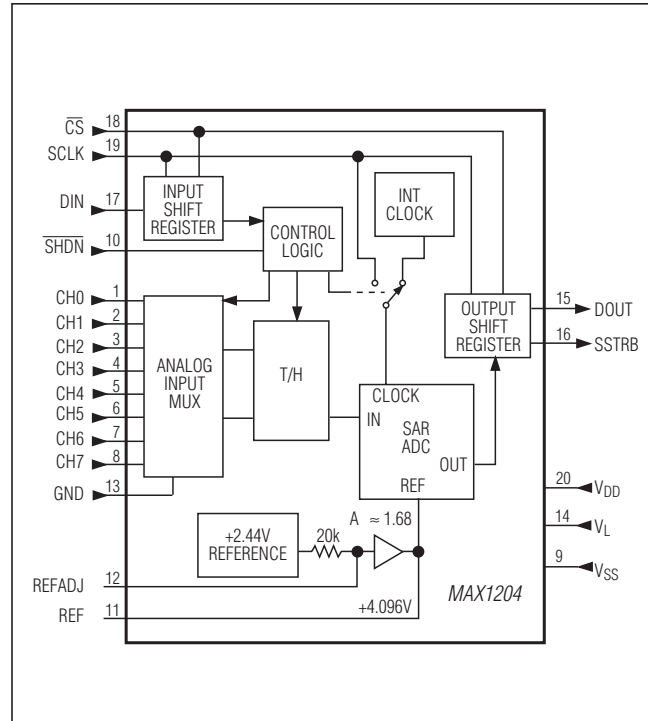 CS
18
SCLK
19
DIN
17
SHDN
10
CH0
1
CH1
2
CH2
3
CH3
4
CH4
5
CH5
6
CH6
7
CH7
8
GND
13
REFADJ
12
REF
11
INPUT
SHIFT
REGISTER
CONTROL
LOGIC
INT
CLOCK
ANALOG
INPUT
MUX
T/H
CLOCK
IN
SAR
ADC
OUT
REF
OUTPUT
SHIFT
REGISTER
15
DOUT
16
SSTRB
+2.44V
REFERENCE
20k
A ≈ 1.68
+4.096V
20
VDD
14
VL
9
VSS
MAX1204